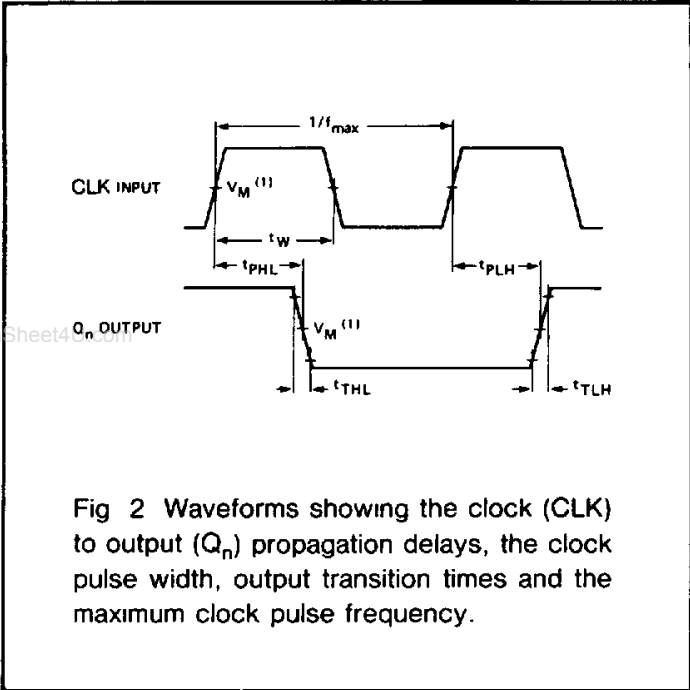 1/fmax
CLK INPUT
VM (1)
tW
tPHL
tPLH
Qn OUTPUT
VM (1)
tTHL
tTLH
Sheet4U.com
Fig 2 Waveforms showing the clock (CLK)
to output (Qn) propagation delays, the clock
pulse width, output transition times and the
maximum clock pulse frequency.